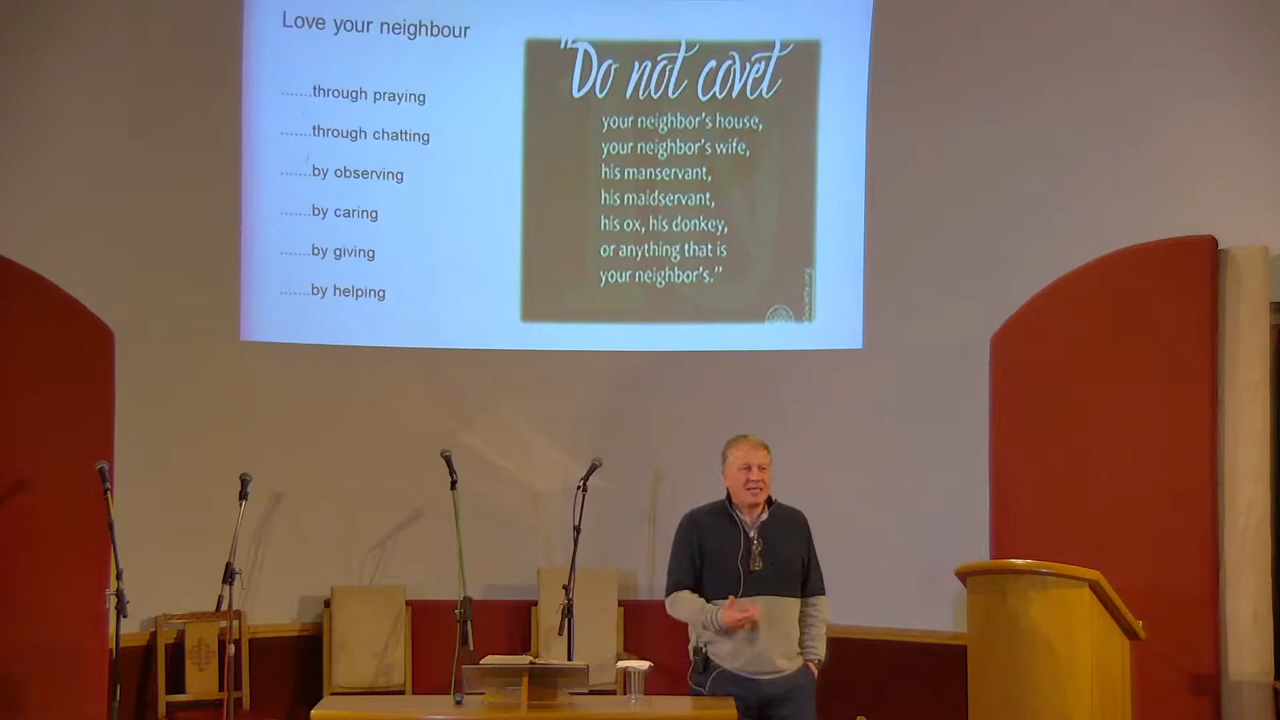 Love your neighbour
.......through praying
.......through chatting
.......by observing
.......by caring
.......by giving
.......by helping
"Do not covet
your neighbor's house,
your neighbor's wife,
his manservant,
his maidservant,
his ox, his donkey,
or anything that is
your neighbor's."